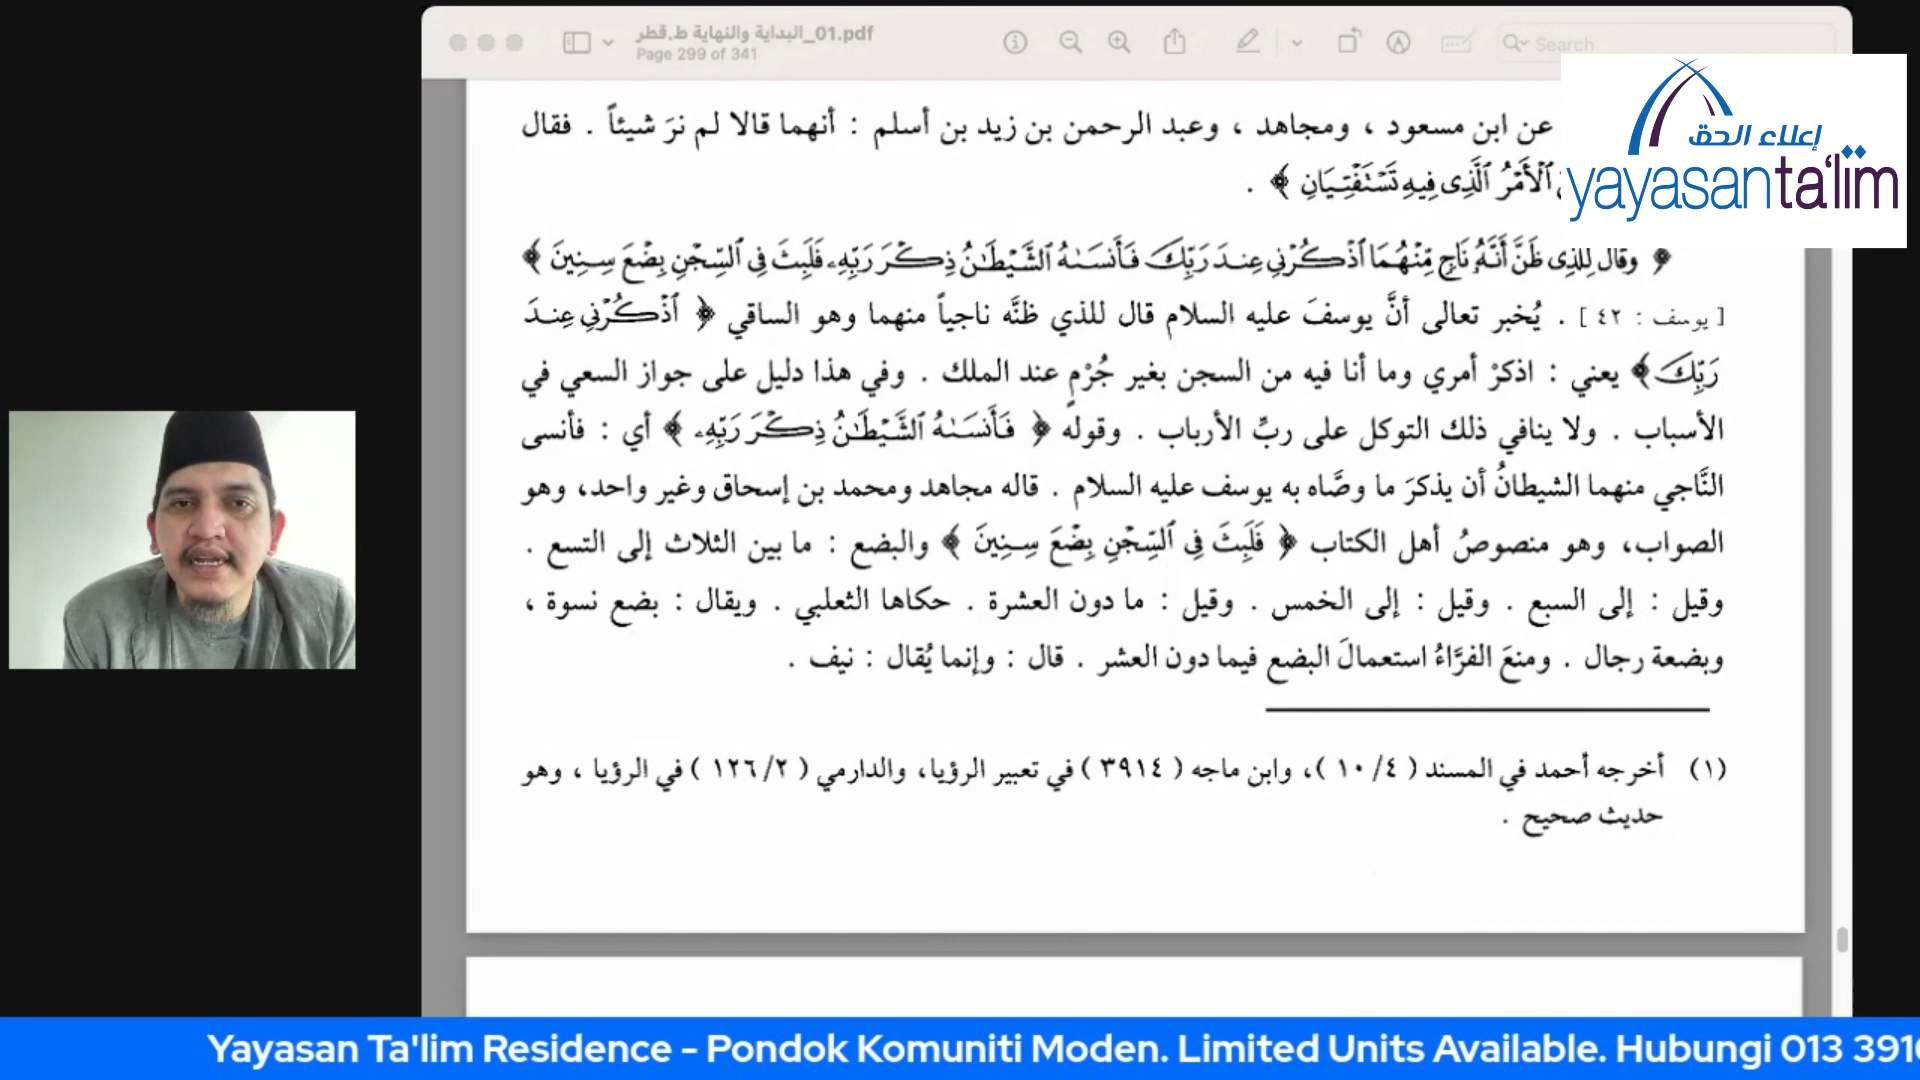 البداية والنهاية ط.قطر_01.pdf
Page 299 of 341
Search
إعلاء الحق
yayasanta'lim
عن ابن مسعود ، ومجاهد ، وعبد الرحمن بن زيد بن أسلم : أنهما قالا لم نرَ شيئاً . فقال
ٱلْأَمْرُ ٱلَّذِى فِيهِ تَسْتَفْتِيَانِ ﴾ .
﴿ وَقَالَ لِلَّذِى ظَنَّ أَنَّهُۥ نَاجٍ مِّنْهُمَا ٱذْكُرْنِى عِندَ رَبِّكَ فَأَنسَىٰهُ ٱلشَّيْطَٰنُ ذِكْرَ رَبِّهِۦ فَلَبِثَ فِى ٱلسِّجْنِ بِضْعَ سِنِينَ ﴾
[ يوسف : ٤٢ ] . يُخبر تعالى أنَّ يوسفَ عليه السلام قال للذي ظنَّه ناجياً منهما وهو الساقي ﴿ ٱذْكُرْنِى عِندَ
رَبِّكَ ﴾ يعني : اذكرْ أمري وما أنا فيه من السجن بغير جُرْمٍ عند الملك . وفي هذا دليل على جواز السعي في
الأسباب . ولا ينافي ذلك التوكل على ربِّ الأرباب . وقوله ﴿ فَأَنسَىٰهُ ٱلشَّيْطَٰنُ ذِكْرَ رَبِّهِۦ ﴾ أي : فأنسى
النَّاجي منهما الشيطانُ أن يذكرَ ما وصَّاه به يوسف عليه السلام . قاله مجاهد ومحمد بن إسحاق وغير واحد، وهو
الصواب، وهو منصوصُ أهل الكتاب ﴿ فَلَبِثَ فِى ٱلسِّجْنِ بِضْعَ سِنِينَ ﴾ والبضع : ما بين الثلاث إلى التسع .
وقيل : إلى السبع . وقيل : إلى الخمس . وقيل : ما دون العشرة . حكاها الثعلبي . ويقال : بضع نسوة ،
وبضعة رجال . ومنعَ الفرَّاءُ استعمالَ البضع فيما دون العشر . قال : وإنما يُقال : نيف .
(١) أخرجه أحمد في المسند ( ٤/ ١٠ )، وابن ماجه ( ٣٩١٤ ) في تعبير الرؤيا، والدارمي ( ٢/ ١٢٦ ) في الرؤيا ، وهو
حديث صحيح .
Yayasan Ta'lim Residence - Pondok Komuniti Moden. Limited Units Available. Hubungi 013 391